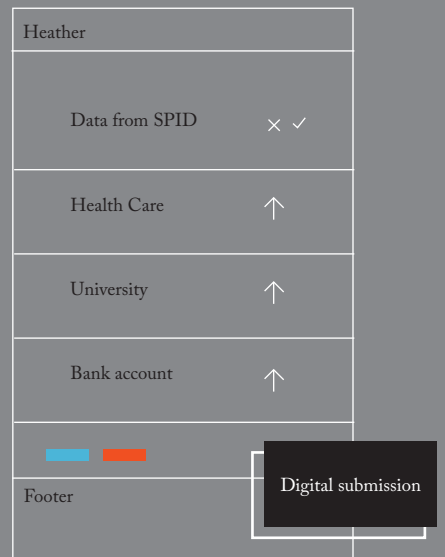 Heather
Data from SPID
Health Care
University
Bank account
Digital submission
Footer